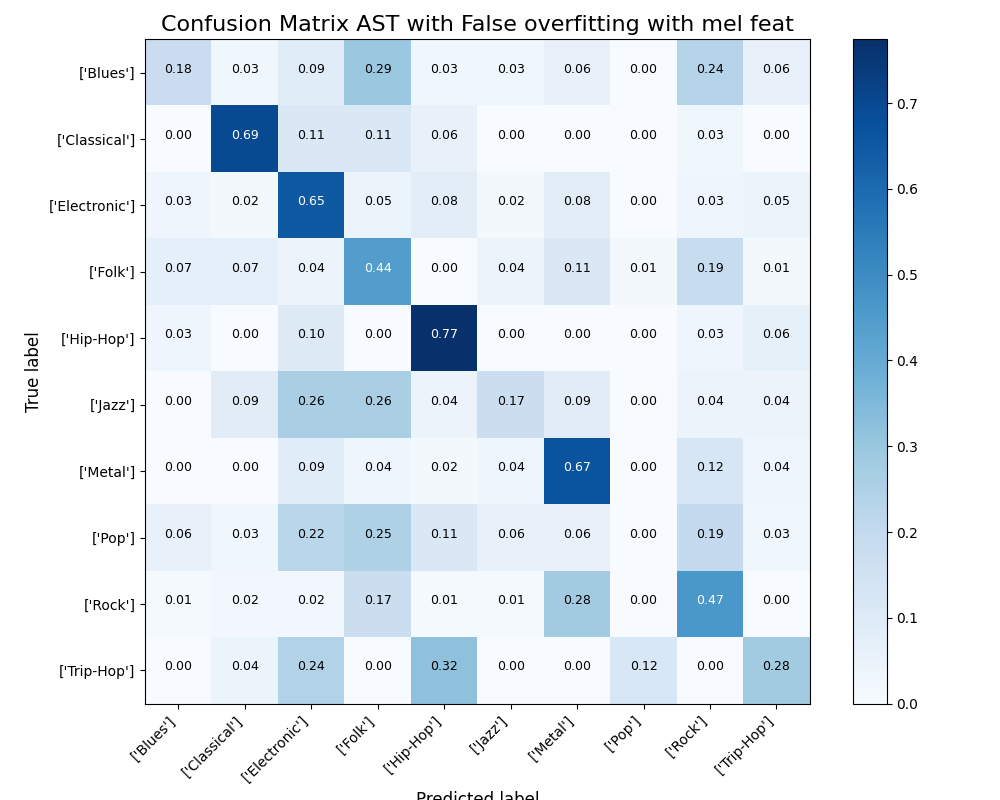 Confusion Matrix AST with False overfitting with mel feat
['Blues'] 0.18 0.03 0.09 0.29 0.03 0.03 0.06 0.00 0.24 0.06
['Classical'] 0.00 0.69 0.11 0.11 0.06 0.00 0.00 0.00 0.03 0.00
['Electronic'] 0.03 0.02 0.65 0.05 0.08 0.02 0.08 0.00 0.03 0.05
['Folk'] 0.07 0.07 0.04 0.44 0.00 0.04 0.11 0.01 0.19 0.01
['Hip-Hop'] 0.03 0.00 0.10 0.00 0.77 0.00 0.00 0.00 0.03 0.06
['Jazz'] 0.00 0.09 0.26 0.26 0.04 0.17 0.09 0.00 0.04 0.04
['Metal'] 0.00 0.00 0.09 0.04 0.02 0.04 0.67 0.00 0.12 0.04
['Pop'] 0.06 0.03 0.22 0.25 0.11 0.06 0.06 0.00 0.19 0.03
['Rock'] 0.01 0.02 0.02 0.17 0.01 0.01 0.28 0.00 0.47 0.00
['Trip-Hop'] 0.00 0.04 0.24 0.00 0.32 0.00 0.00 0.12 0.00 0.28
True label
['Blues'] ['Classical'] ['Electronic'] ['Folk'] ['Hip-Hop'] ['Jazz'] ['Metal'] ['Pop'] ['Rock'] ['Trip-Hop']
Predicted label
0.7
0.6
0.5
0.4
0.3
0.2
0.1
0.0